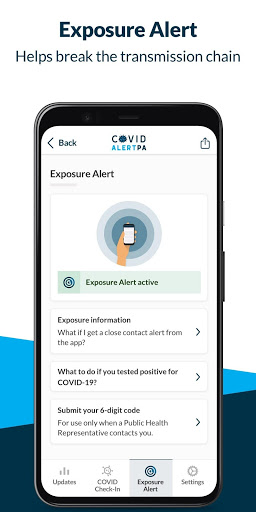 Exposure Alert
Helps break the transmission chain
Back
COVID
ALERTPA
Exposure Alert
Exposure Alert active
Exposure information
What if I get a close contact alert from
the app?
What to do if you tested positive for
COVID-19?
Submit your 6-digit code
For use only when a Public Health
Representative contacts you.
Updates
COVID
Check-In
Exposure
Alert
Settings